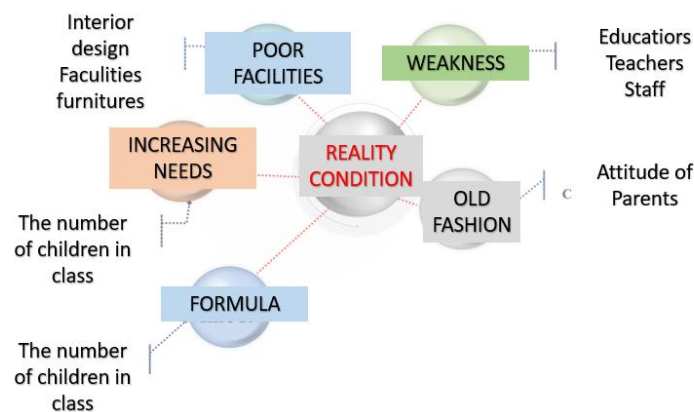 Interior
design
Faculities
furnitures
POOR
FACILITIES
WEAKNESS
Educatiors
Teachers
Staff
INCREASING
NEEDS
REALITY
CONDITION
OLD
FASHION
C
Attitude of
Parents
The number
of children in
class
FORMULA
The number
of children in
class